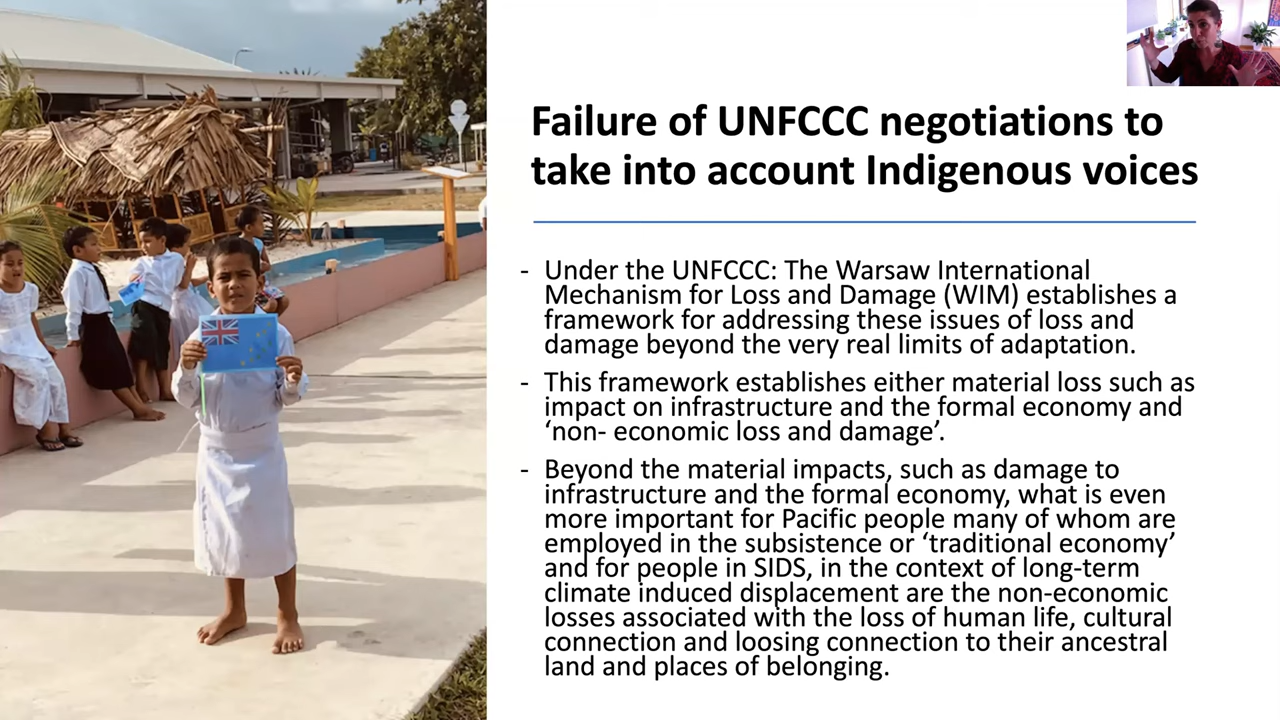 Failure of UNFCCC negotiations to
take into account Indigenous voices
- Under the UNFCCC: The Warsaw International
Mechanism for Loss and Damage (WIM) establishes a
framework for addressing these issues of loss and
damage beyond the very real limits of adaptation.
- This framework establishes either material loss such as
impact on infrastructure and the formal economy and
‘non- economic loss and damage’.
- Beyond the material impacts, such as damage to
infrastructure and the formal economy, what is even
more important for Pacific people many of whom are
employed in the subsistence or ‘traditional economy’
and for people in SIDS, in the context of long-term
climate induced displacement are the non-economic
losses associated with the loss of human life, cultural
connection and loosing connection to their ancestral
land and places of belonging.